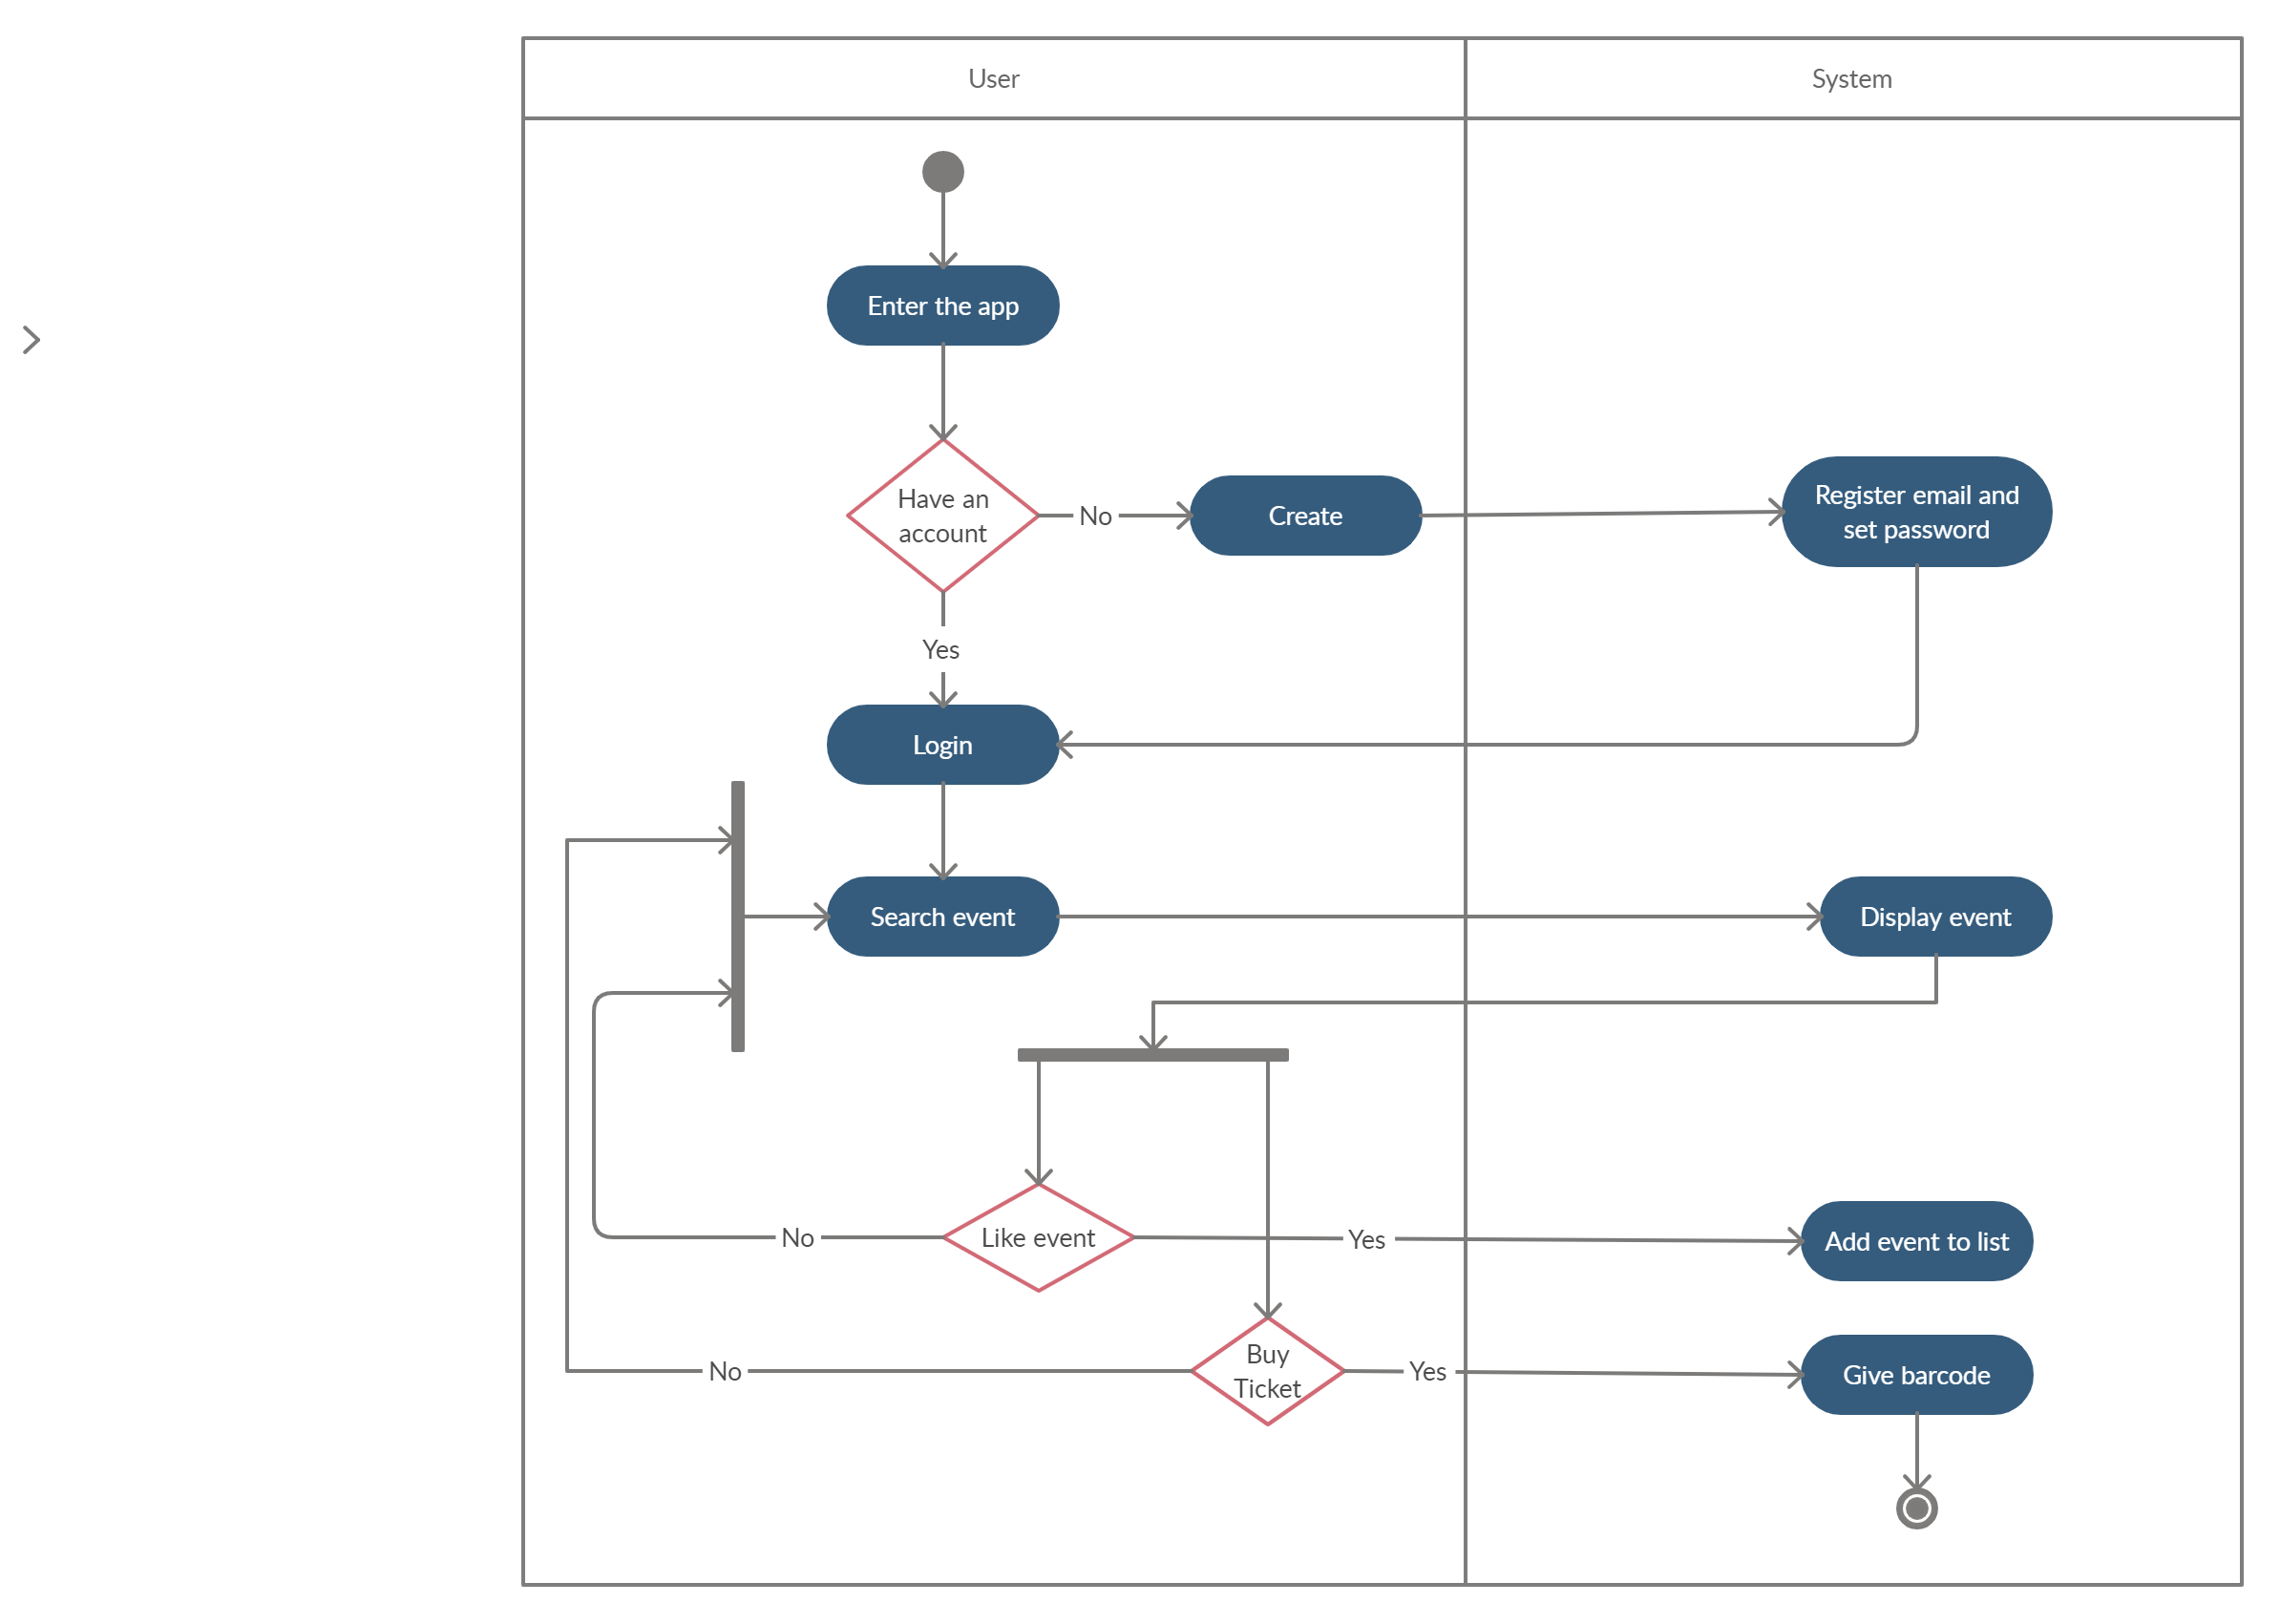 User
System
Enter the app
Have an
account
No
Create
Register email and
set password
Yes
Login
Search event
Display event
No
Like event
Yes
Add event to list
No
Buy
Ticket
Yes
Give barcode